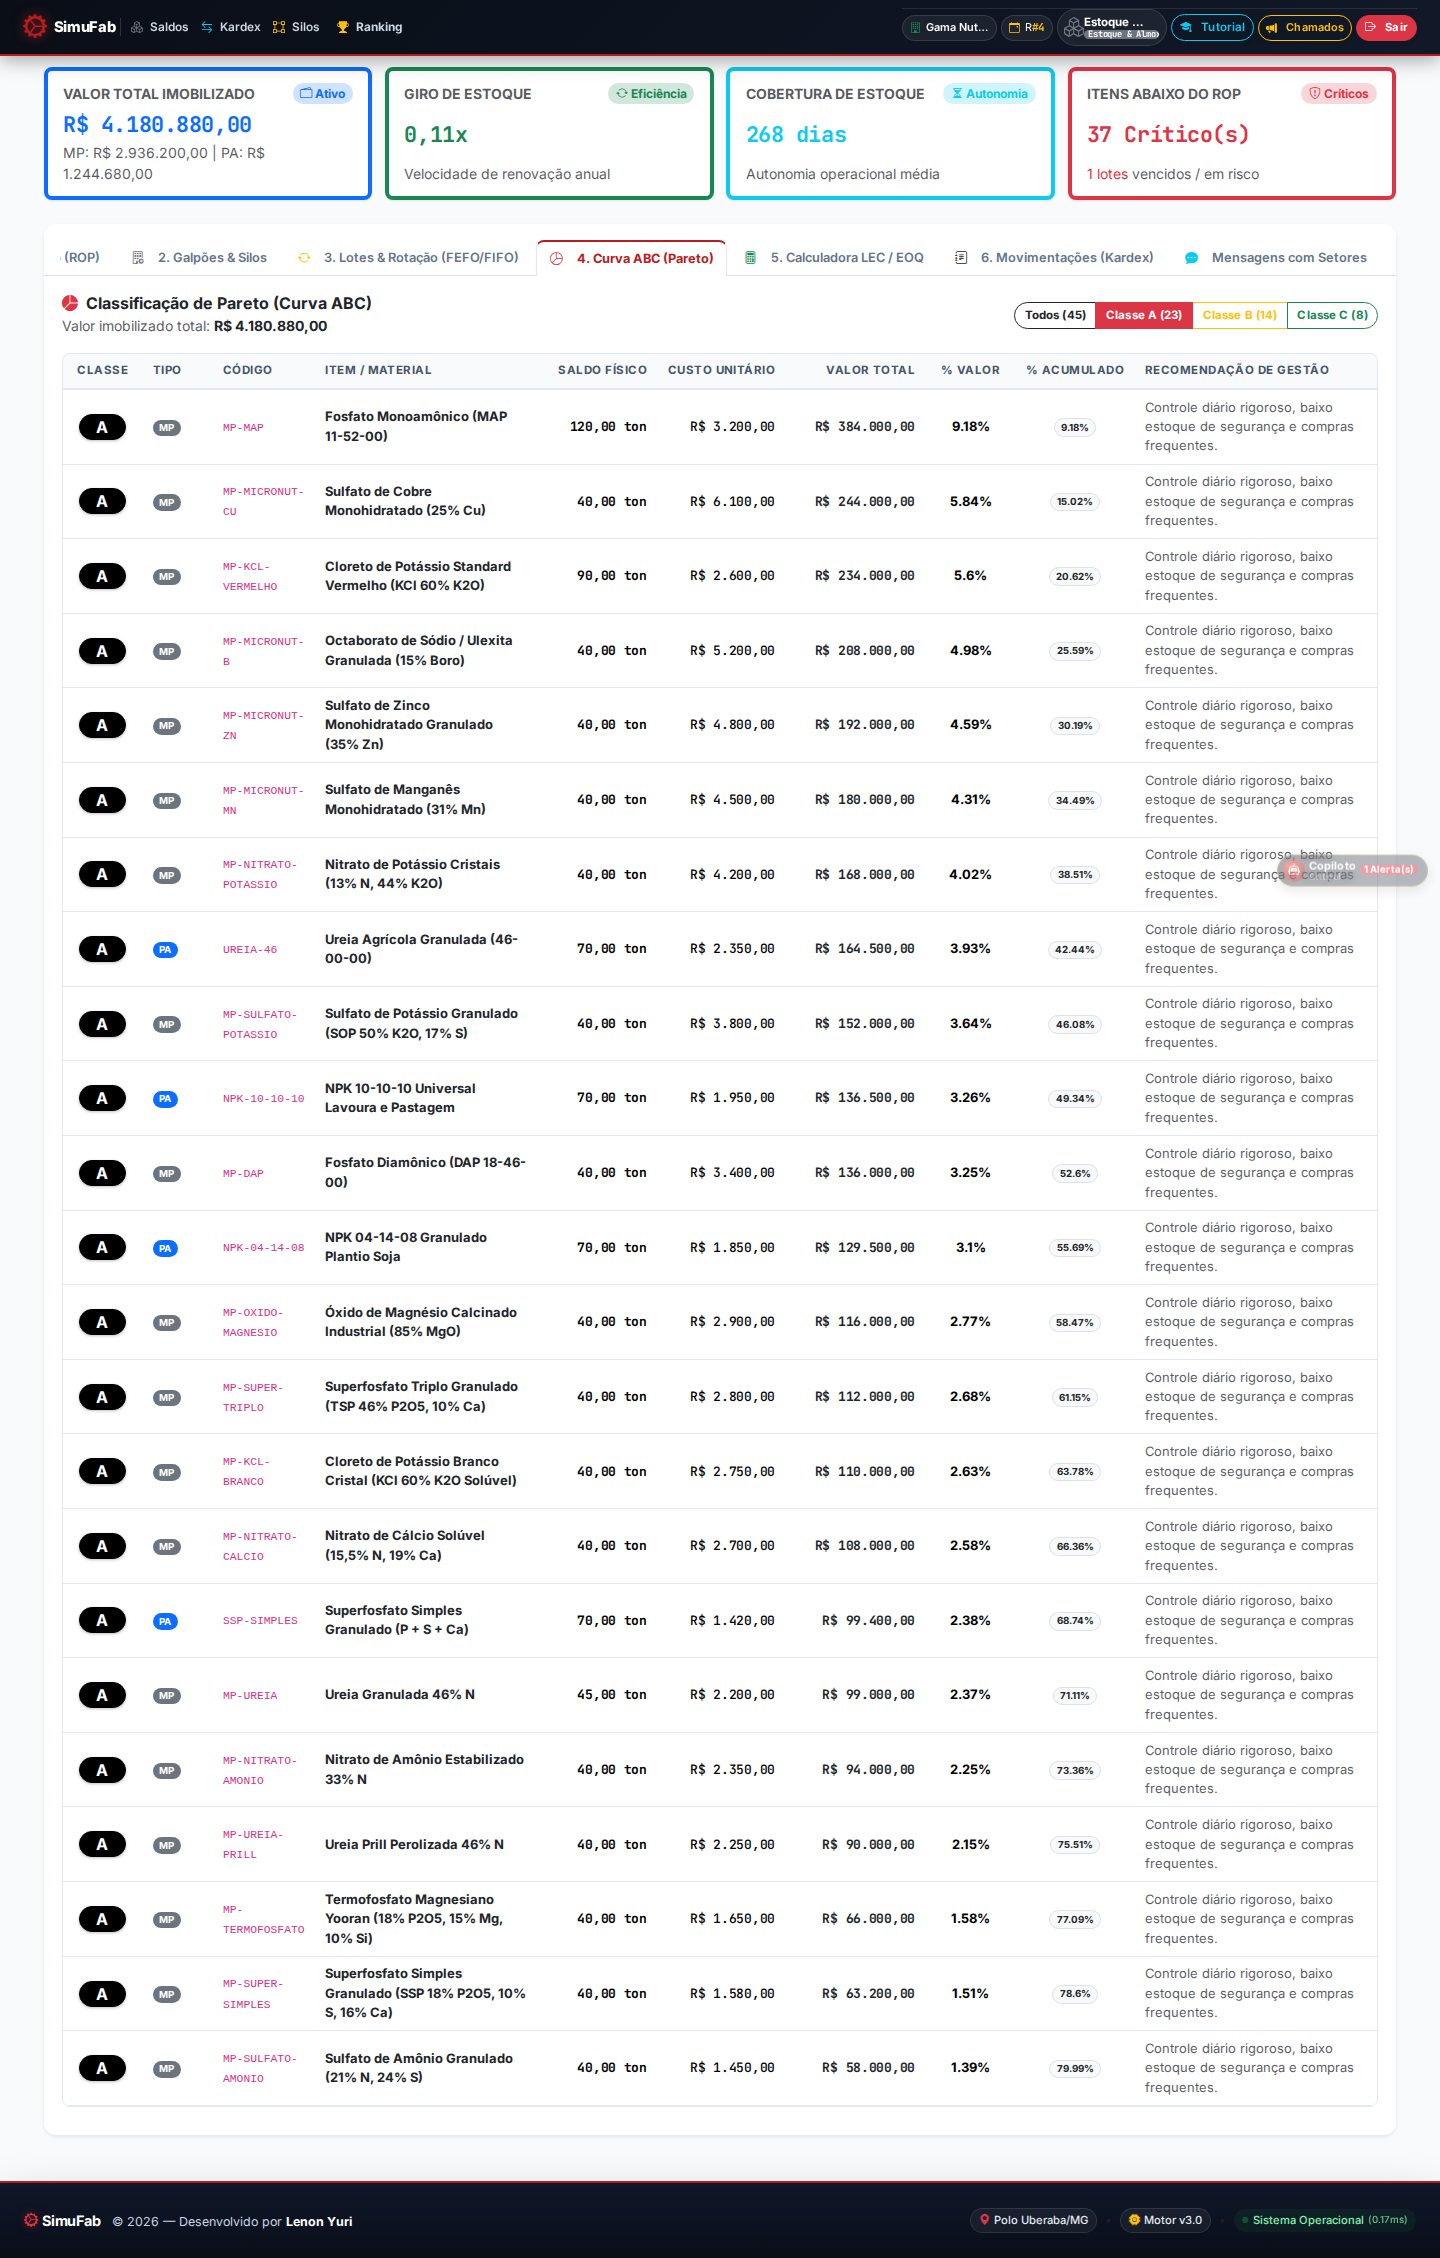 SimuFab Saldos Kardex Silos Ranking Gama Nut... R#4 Estoque ... Tutorial Chamados Sair
Estoque & Almo
VALOR TOTAL IMOBILIZADO Ativo
R$ 4.180.880,00
MP: R$ 2.936.200,00 | PA: R$
1.244.680,00
GIRO DE ESTOQUE Eficiência
0,11x
Velocidade de renovação anual
COBERTURA DE ESTOQUE Autonomia
268 dias
Autonomia operacional média
ITENS ABAIXO DO ROP Críticos
37 Crítico(s)
1 lotes vencidos / em risco
(ROP) 2. Galpões & Silos 3. Lotes & Rotação (FEFO/FIFO) 4. Curva ABC (Pareto) 5. Calculadora LEC / EOQ 6. Movimentações (Kardex) Mensagens com Setores
Classificação de Pareto (Curva ABC)
Valor imobilizado total: R$ 4.180.880,00
Todos (45) Classe A (23) Classe B (14) Classe C (8)
CLASSE TIPO CÓDIGO ITEM / MATERIAL SALDO FÍSICO CUSTO UNITÁRIO VALOR TOTAL % VALOR % ACUMULADO RECOMENDAÇÃO DE GESTÃO
A MP MP-MAP Fosfato Monoamônico (MAP 11-52-00) 120,00 ton R$ 3.200,00 R$ 384.000,00 9.18% 9.18% Controle diário rigoroso, baixo estoque de segurança e compras frequentes.
A MP MP-MICRONUT-CU Sulfato de Cobre Monohidratado (25% Cu) 40,00 ton R$ 6.100,00 R$ 244.000,00 5.84% 15.02% Controle diário rigoroso, baixo estoque de segurança e compras frequentes.
A MP MP-KCL-VERMELHO Cloreto de Potássio Standard Vermelho (KCl 60% K2O) 90,00 ton R$ 2.600,00 R$ 234.000,00 5.6% 20.62% Controle diário rigoroso, baixo estoque de segurança e compras frequentes.
A MP MP-MICRONUT-B Octaborato de Sódio / Ulexita Granulada (15% Boro) 40,00 ton R$ 5.200,00 R$ 208.000,00 4.98% 25.59% Controle diário rigoroso, baixo estoque de segurança e compras frequentes.
A MP MP-MICRONUT-ZN Sulfato de Zinco Monohidratado Granulado (35% Zn) 40,00 ton R$ 4.800,00 R$ 192.000,00 4.59% 30.19% Controle diário rigoroso, baixo estoque de segurança e compras frequentes.
A MP MP-MICRONUT-MN Sulfato de Manganês Monohidratado (31% Mn) 40,00 ton R$ 4.500,00 R$ 180.000,00 4.31% 34.49% Controle diário rigoroso, baixo estoque de segurança e compras frequentes.
A MP MP-NITRATO-POTASSIO Nitrato de Potássio Cristais (13% N, 44% K2O) 40,00 ton R$ 4.200,00 R$ 168.000,00 4.02% 38.51% Controle diário rigoroso, baixo estoque de segurança e compras frequentes.
Copiloto 1 Alerta(s)
A PA UREIA-46 Ureia Agrícola Granulada (46-00-00) 70,00 ton R$ 2.350,00 R$ 164.500,00 3.93% 42.44% Controle diário rigoroso, baixo estoque de segurança e compras frequentes.
A MP MP-SULFATO-POTASSIO Sulfato de Potássio Granulado (SOP 50% K2O, 17% S) 40,00 ton R$ 3.800,00 R$ 152.000,00 3.64% 46.08% Controle diário rigoroso, baixo estoque de segurança e compras frequentes.
A PA NPK-10-10-10 NPK 10-10-10 Universal Lavoura e Pastagem 70,00 ton R$ 1.950,00 R$ 136.500,00 3.26% 49.34% Controle diário rigoroso, baixo estoque de segurança e compras frequentes.
A MP MP-DAP Fosfato Diamônico (DAP 18-46-00) 40,00 ton R$ 3.400,00 R$ 136.000,00 3.25% 52.6% Controle diário rigoroso, baixo estoque de segurança e compras frequentes.
A PA NPK-04-14-08 NPK 04-14-08 Granulado Plantio Soja 70,00 ton R$ 1.850,00 R$ 129.500,00 3.1% 55.69% Controle diário rigoroso, baixo estoque de segurança e compras frequentes.
A MP MP-OXIDO-MAGNESIO Óxido de Magnésio Calcinado Industrial (85% MgO) 40,00 ton R$ 2.900,00 R$ 116.000,00 2.77% 58.47% Controle diário rigoroso, baixo estoque de segurança e compras frequentes.
A MP MP-SUPER-TRIPLO Superfosfato Triplo Granulado (TSP 46% P2O5, 10% Ca) 40,00 ton R$ 2.800,00 R$ 112.000,00 2.68% 61.15% Controle diário rigoroso, baixo estoque de segurança e compras frequentes.
A MP MP-KCL-BRANCO Cloreto de Potássio Branco Cristal (KCl 60% K2O Solúvel) 40,00 ton R$ 2.750,00 R$ 110.000,00 2.63% 63.78% Controle diário rigoroso, baixo estoque de segurança e compras frequentes.
A MP MP-NITRATO-CALCIO Nitrato de Cálcio Solúvel (15,5% N, 19% Ca) 40,00 ton R$ 2.700,00 R$ 108.000,00 2.58% 66.36% Controle diário rigoroso, baixo estoque de segurança e compras frequentes.
A PA SSP-SIMPLES Superfosfato Simples Granulado (P + S + Ca) 70,00 ton R$ 1.420,00 R$ 99.400,00 2.38% 68.74% Controle diário rigoroso, baixo estoque de segurança e compras frequentes.
A MP MP-UREIA Ureia Granulada 46% N 45,00 ton R$ 2.200,00 R$ 99.000,00 2.37% 71.11% Controle diário rigoroso, baixo estoque de segurança e compras frequentes.
A MP MP-NITRATO-AMONIO Nitrato de Amônio Estabilizado 33% N 40,00 ton R$ 2.350,00 R$ 94.000,00 2.25% 73.36% Controle diário rigoroso, baixo estoque de segurança e compras frequentes.
A MP MP-UREIA-PRILL Ureia Prill Perolizada 46% N 40,00 ton R$ 2.250,00 R$ 90.000,00 2.15% 75.51% Controle diário rigoroso, baixo estoque de segurança e compras frequentes.
A MP MP-TERMOFOSFATO Termofosfato Magnesiano Yooran (18% P2O5, 15% Mg, 10% Si) 40,00 ton R$ 1.650,00 R$ 66.000,00 1.58% 77.09% Controle diário rigoroso, baixo estoque de segurança e compras frequentes.
A MP MP-SUPER-SIMPLES Superfosfato Simples Granulado (SSP 18% P2O5, 10% S, 16% Ca) 40,00 ton R$ 1.580,00 R$ 63.200,00 1.51% 78.6% Controle diário rigoroso, baixo estoque de segurança e compras frequentes.
A MP MP-SULFATO-AMONIO Sulfato de Amônio Granulado (21% N, 24% S) 40,00 ton R$ 1.450,00 R$ 58.000,00 1.39% 79.99% Controle diário rigoroso, baixo estoque de segurança e compras frequentes.
SimuFab © 2026 — Desenvolvido por Lenon Yuri Polo Uberaba/MG Motor v3.0 Sistema Operacional (0.17ms)